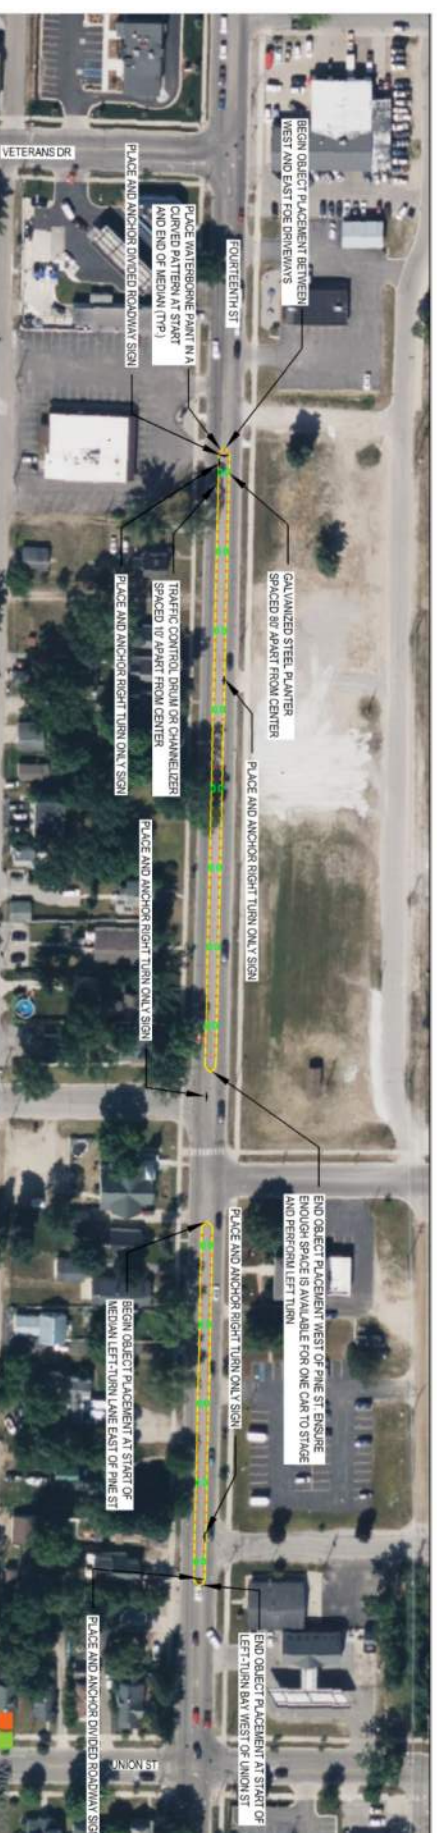 VETERANS DR
BEGIN OBJECT PLACEMENT BETWEEN
WEST AND EAST FOE DRIVEWAYS
FOURTEENTH ST
PLACE WATERBORNE PAINT IN A
CURVED PATTERN AT START
AND END OF MEDIAN (TYP.)
PLACE AND ANCHOR DIVIDED ROADWAY SIGN
GALVANIZED STEEL PLANTER
SPACED 80' APART FROM CENTER
TRAFFIC CONTROL DRUM OR CHANNELIZER
SPACED 10' APART FROM CENTER
PLACE AND ANCHOR RIGHT TURN ONLY SIGN
PLACE AND ANCHOR RIGHT TURN ONLY SIGN
PLACE AND ANCHOR RIGHT TURN ONLY SIGN
END OBJECT PLACEMENT WEST OF PINE ST. ENSURE
ENOUGH SPACE IS AVAILABLE FOR ONE CAR TO STAGE
AND PERFORM LEFT TURN
PLACE AND ANCHOR RIGHT TURN ONLY SIGN
BEGIN OBJECT PLACEMENT AT START OF
MEDIAN LEFT-TURN LANE EAST OF PINE ST
END OBJECT PLACEMENT AT START OF
LEFT-TURN BAY WEST OF UNION ST
PLACE AND ANCHOR DIVIDED ROADWAY SIGN
UNION ST